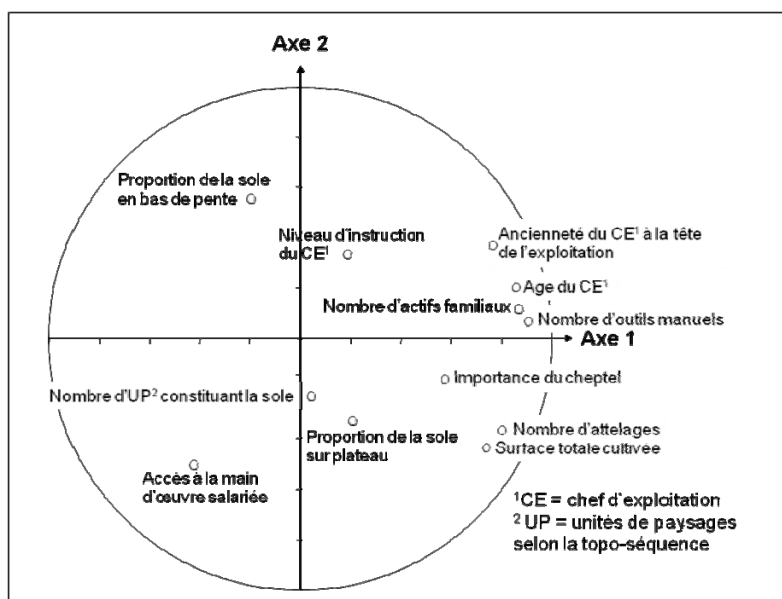 Axe 2
Proportion de la sole
en bas de pente
Niveau d'instruction
du CE¹
Ancienneté du CE¹ à la tête
de l'exploitation
Age du CE¹
Nombre d'actifs familiaux
Nombre d'outils manuels
Axe 1
Importance du cheptel
Nombre d'UP² constituant la sole
Nombre d'attelages
Proportion de la sole
sur plateau
Surface totale cultivée
Accès à la main
d'œuvre salariée
¹CE = chef d'exploitation
² UP = unités de paysages
selon la topo-séquence